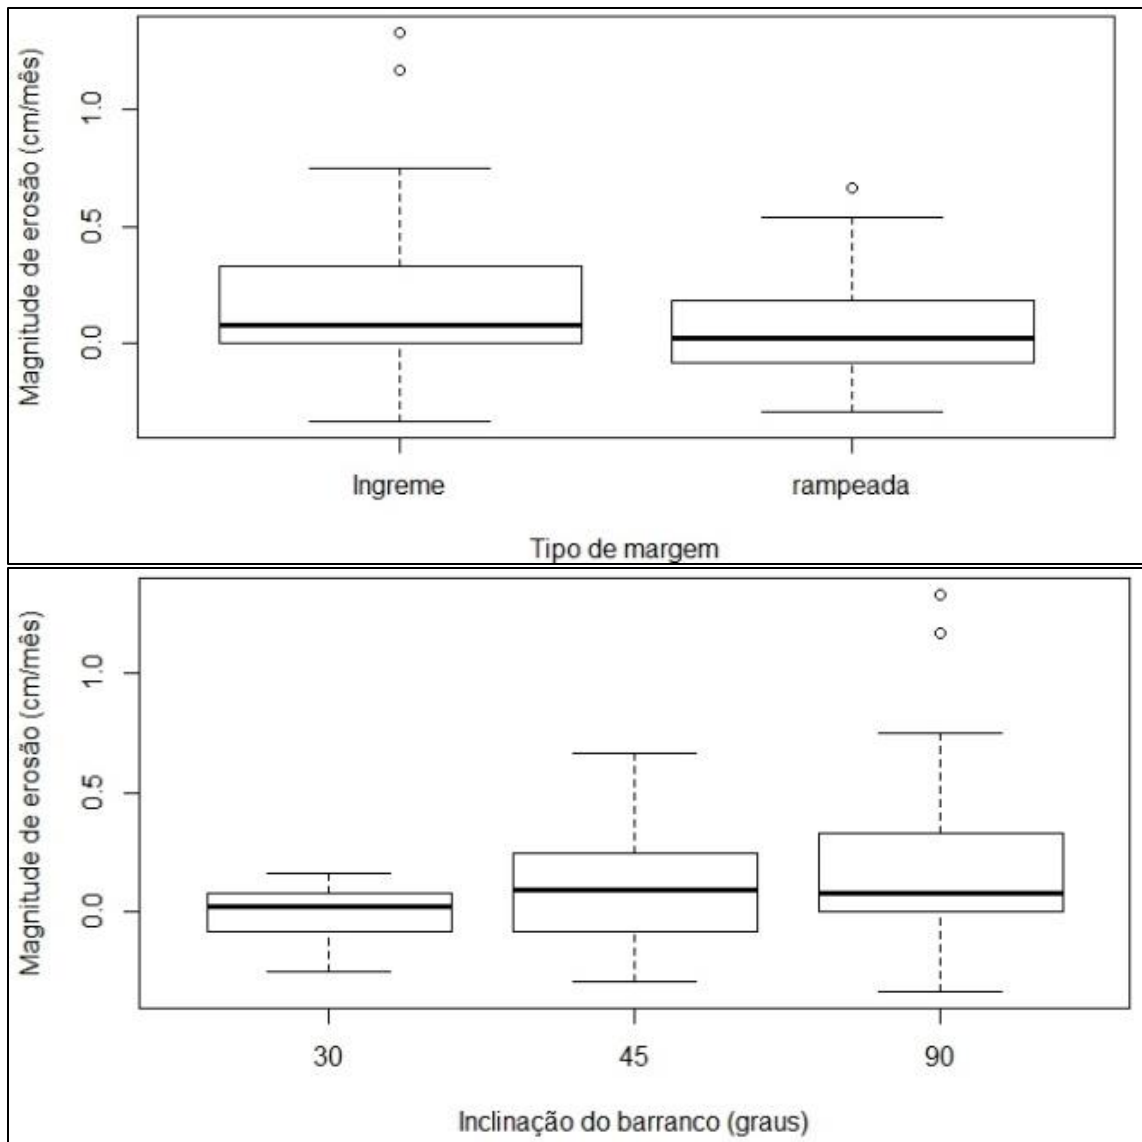 Magnitude de erosão (cm/mês)
1.0
0.5
0.0
Ingreme
rampeada
Tipo de margem
Magnitude de erosão (cm/mês)
1.0
0.5
0.0
30
45
90
Inclinação do barranco (graus)